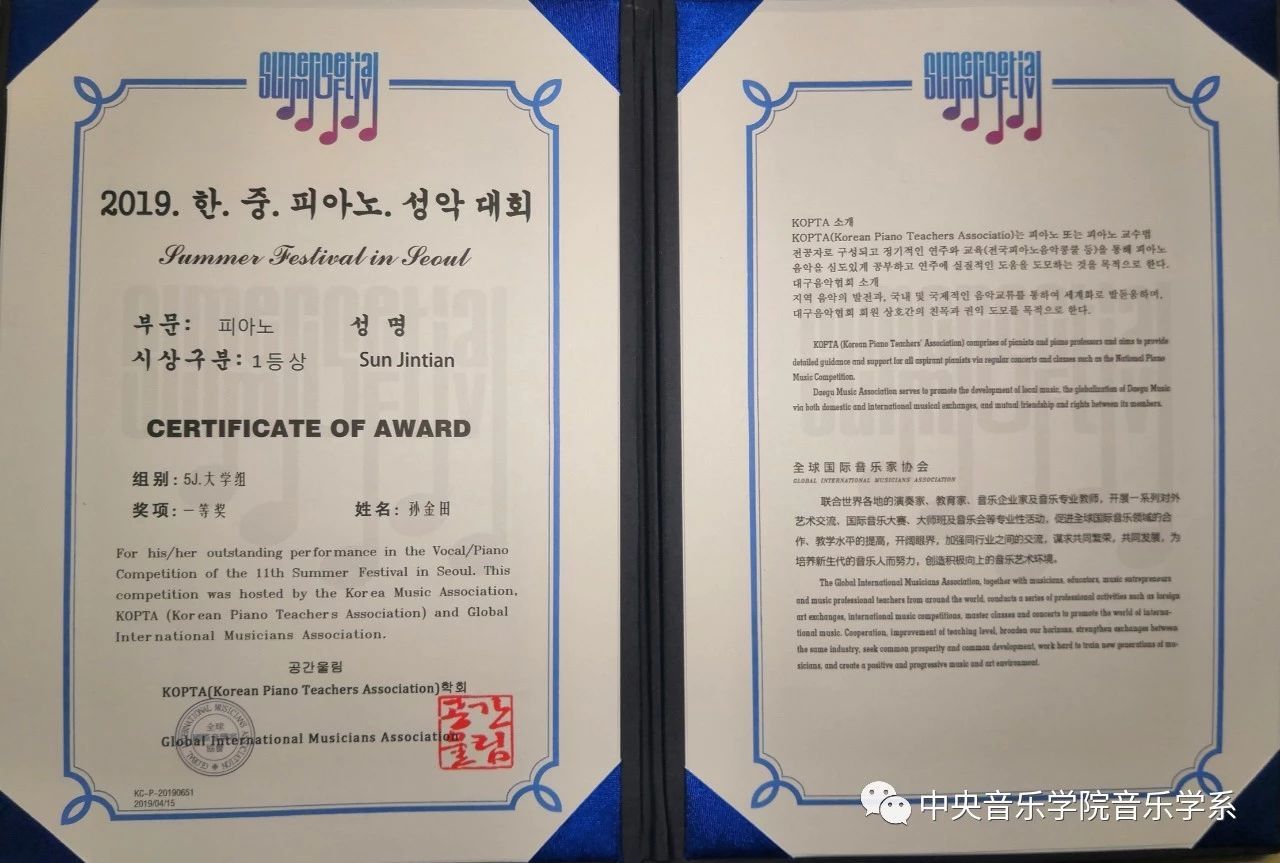 2019. 한. 중. 피아노. 성악 대회
Summer Festival in Seoul
부문: 피아노 성 명
시상구분: 1등상 Sun Jintian
CERTIFICATE OF AWARD
组别: 5J.大学组
奖项: 一等奖 姓名: 孙金田
For his/her outstanding performance in the Vocal/Piano
Competition of the 11th Summer Festival in Seoul. This
competition was hosted by the Korea Music Association,
KOPTA (Korean Piano Teachers Association) and Global
International Musicians Association.
공간울림
KOPTA(Korean Piano Teachers Association)학회
Global International Musicians Association
공간
울림
KC-P-20190651
2019/04/15
KOPTA 소개
KOPTA(Korean Piano Teachers Associatio)는 피아노 또는 피아노 교수법
전공자로 구성되고 정기적인 연주와 교육(전국피아노음악콩쿨 등)을 통해 피아노
음악을 심도있게 공부하고 연주에 실질적인 도움을 도모하는 것을 목적으로 한다.
대구음악협회 소개
지역 음악의 발전과, 국내 및 국제적인 음악교류를 통하여 세계화로 발돋움하며,
대구음악협회 회원 상호간의 친목과 권익 도모를 목적으로 한다.
KOPTA (Korean Piano Teachers' Association) comprises of pianists and piano professors and aims to provide
detailed guidance and support for all aspirant pianists via regular concerts and classes such as the National Piano
Music Competition.
Daegu Music Association serves to promote the development of local music, the globalization of Daegu Music
via both domestic and international musical exchanges, and mutual friendship and rights between its members.
全球国际音乐家协会
GLOBAL INTERNATIONAL MUSICIANS' ASSOCIATION
联合世界各地的演奏家、教育家、音乐企业家及音乐专业教师，开展一系列对外
艺术交流、国际音乐大赛、大师班及音乐会等专业性活动，促进全球国际音乐领域的合
作、教学水平的提高，开阔眼界，加强同行业之间的交流，谋求共同繁荣，共同发展，为
培养新生代的音乐人而努力，创造积极向上的音乐艺术环境。
The Global International Musicians Association, together with musicians, educators, music entrepreneurs
and music professional teachers from around the world, conducts a series of professional activities such as foreign
art exchanges, international music competitions, master classes and concerts to promote the world of interna-
tional music. Cooperation, improvement of teaching level, broaden our horizons, strengthen exchanges between
the same industry, seek common prosperity and common development, work hard to train new generations of mu-
sicians, and create a positive and progressive music and art environment.
中央音乐学院音乐学系